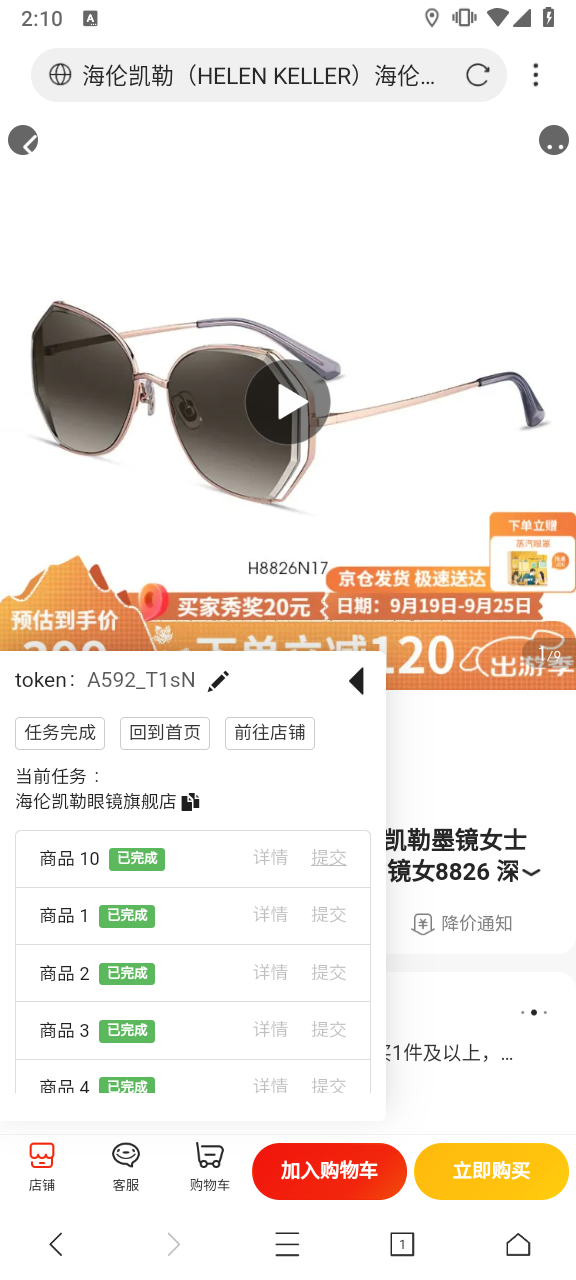 2:10
海伦凯勒（HELEN KELLER）海伦...
下单立赠
蒸汽眼罩
H8826N17
京仓发货 极速送达
预估到手价
买家秀奖20元
日期：9月19日-9月25日
下单立减120
出游季
1/9
token： A592_T1sN
任务完成
回到首页
前往店铺
当前任务：
海伦凯勒眼镜旗舰店
凯勒墨镜女士
镜女8826 深
商品 10 已完成 详情 提交
商品 1 已完成 详情 提交
降价通知
商品 2 已完成 详情 提交
商品 3 已完成 详情 提交
买1件及以上，...
商品 4 已完成 详情 提交
店铺
客服
购物车
加入购物车
立即购买
1